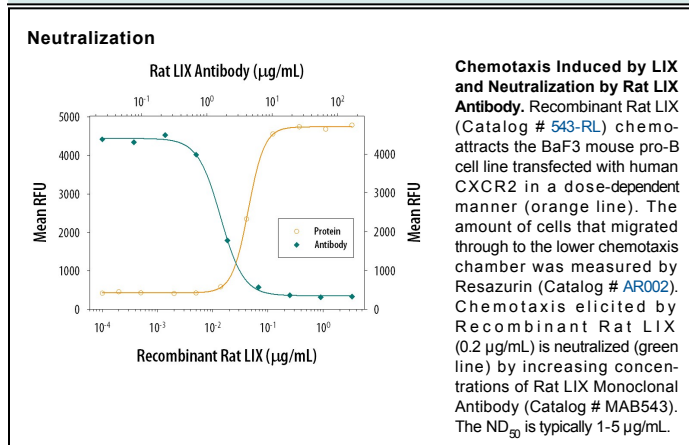 Neutralization
Rat LIX Antibody (µg/mL)
10⁻¹ 10⁰ 10¹ 10²
5000
4000
3000
2000
1000
0
Mean RFU
4000
3000
2000
1000
0
Mean RFU
Protein
Antibody
10⁻⁴ 10⁻³ 10⁻² 10⁻¹ 10⁰
Recombinant Rat LIX (µg/mL)
Chemotaxis Induced by LIX
and Neutralization by Rat LIX
Antibody. Recombinant Rat LIX
(Catalog # 543-RL) chemo-
attracts the BaF3 mouse pro-B
cell line transfected with human
CXCR2 in a dose-dependent
manner (orange line). The
amount of cells that migrated
through to the lower chemotaxis
chamber was measured by
Resazurin (Catalog # AR002).
Chemotaxis elicited by
Recombinant Rat LIX
(0.2 µg/mL) is neutralized (green
line) by increasing concen-
trations of Rat LIX Monoclonal
Antibody (Catalog # MAB543).
The ND₅₀ is typically 1-5 µg/mL.